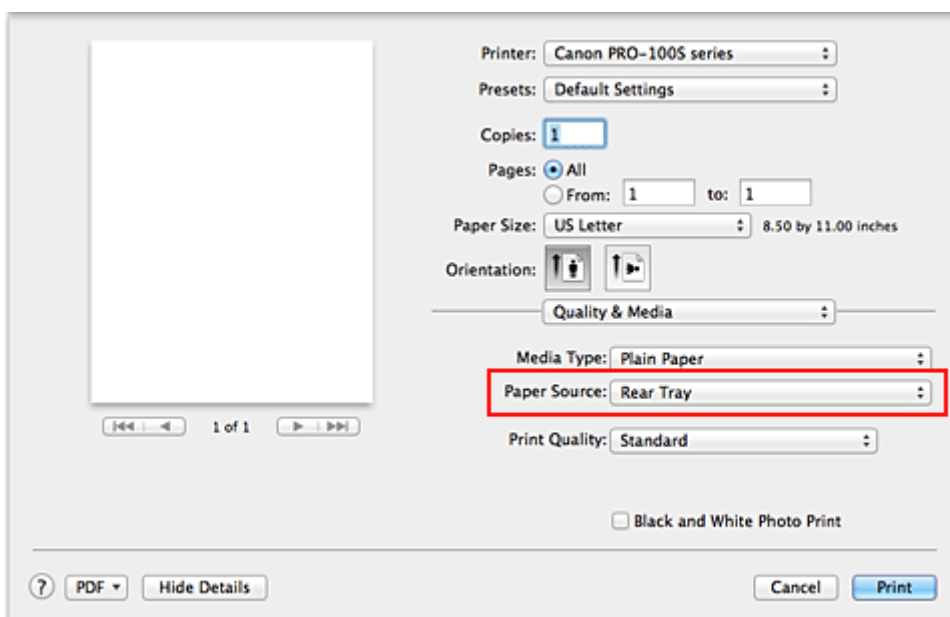 Printer: Canon PRO-100S series
Presets: Default Settings
Copies: 1
Pages: All
From: 1 to: 1
Paper Size: US Letter 8.50 by 11.00 inches
Orientation:
Quality & Media
Media Type: Plain Paper
Paper Source: Rear Tray
1 of 1
Print Quality: Standard
Black and White Photo Print
? PDF Hide Details Cancel Print